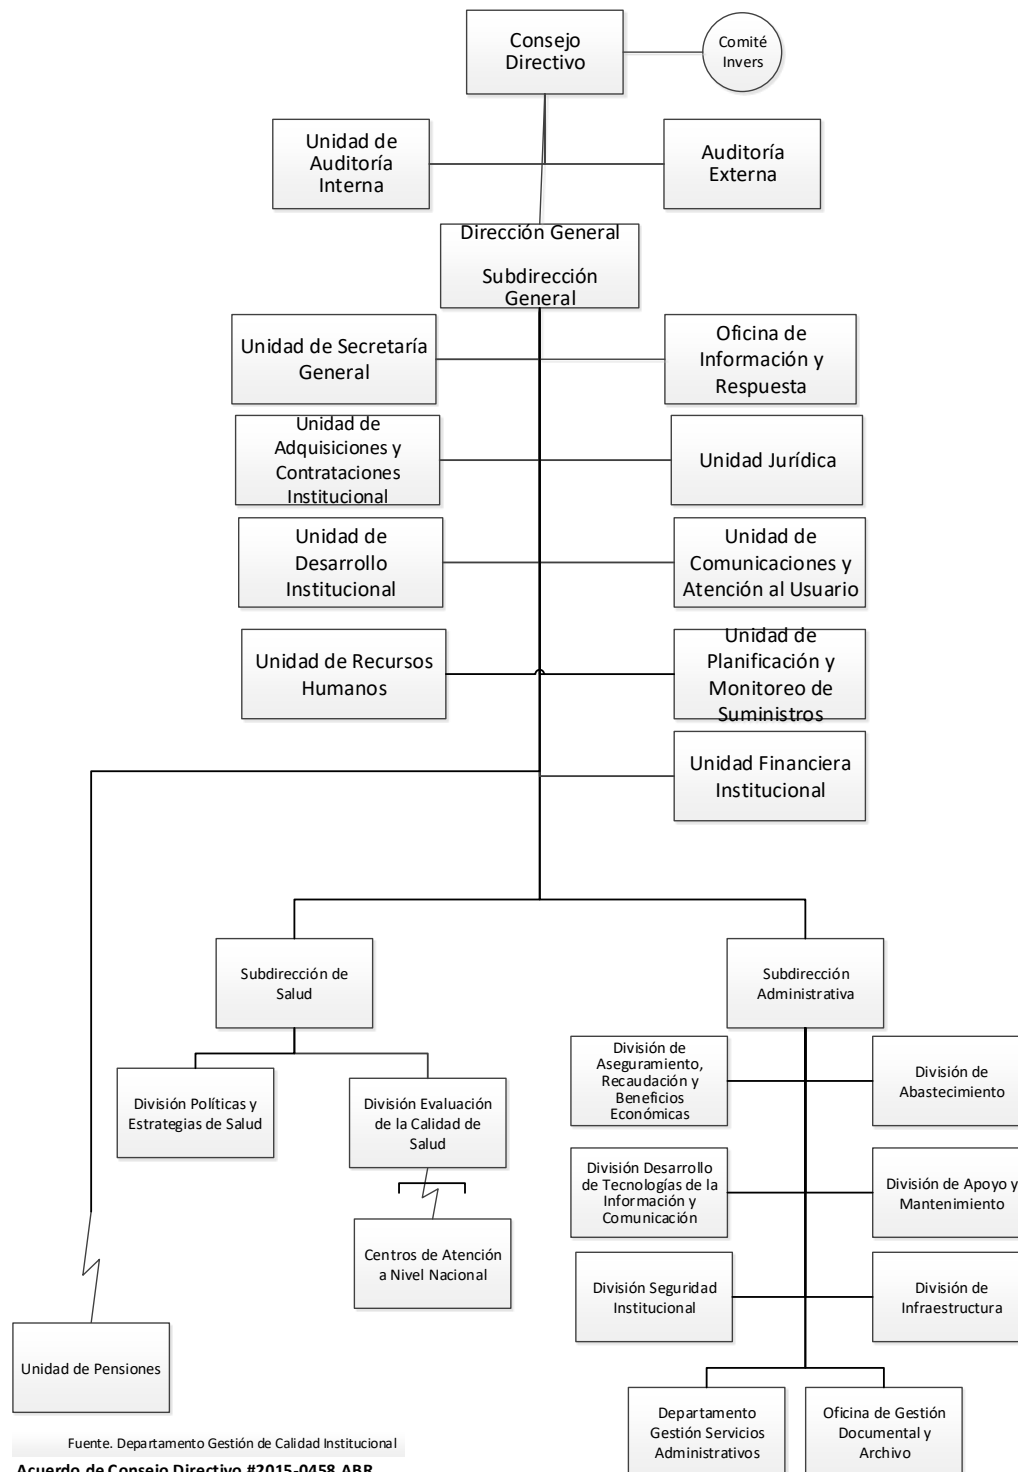 Consejo
Directivo
Comité
Invers
Unidad de
Auditoría
Interna
Auditoría
Externa
Dirección General
Subdirección
General
Unidad de Secretaría
General
Oficina de
Información y
Respuesta
Unidad de
Adquisiciones y
Contrataciones
Institucional
Unidad Jurídica
Unidad de
Desarrollo
Institucional
Unidad de
Comunicaciones y
Atención al Usuario
Unidad de Recursos
Humanos
Unidad de
Planificación y
Monitoreo de
Suministros
Unidad Financiera
Institucional
Subdirección de
Salud
Subdirección
Administrativa
División Políticas y
Estrategias de Salud
División Evaluación
de la Calidad de
Salud
Centros de Atención
a Nivel Nacional
División de
Aseguramiento,
Recaudación y
Beneficios
Económicas
División de
Abastecimiento
División Desarrollo
de Tecnologías de la
Información y
Comunicación
División de Apoyo y
Mantenimiento
División Seguridad
Institucional
División de
Infraestructura
Unidad de Pensiones
Departamento
Gestión Servicios
Administrativos
Oficina de Gestión
Documental y
Archivo
Fuente. Departamento Gestión de Calidad Institucional
Acuerdo de Consejo Directivo #2015-0458.ABR